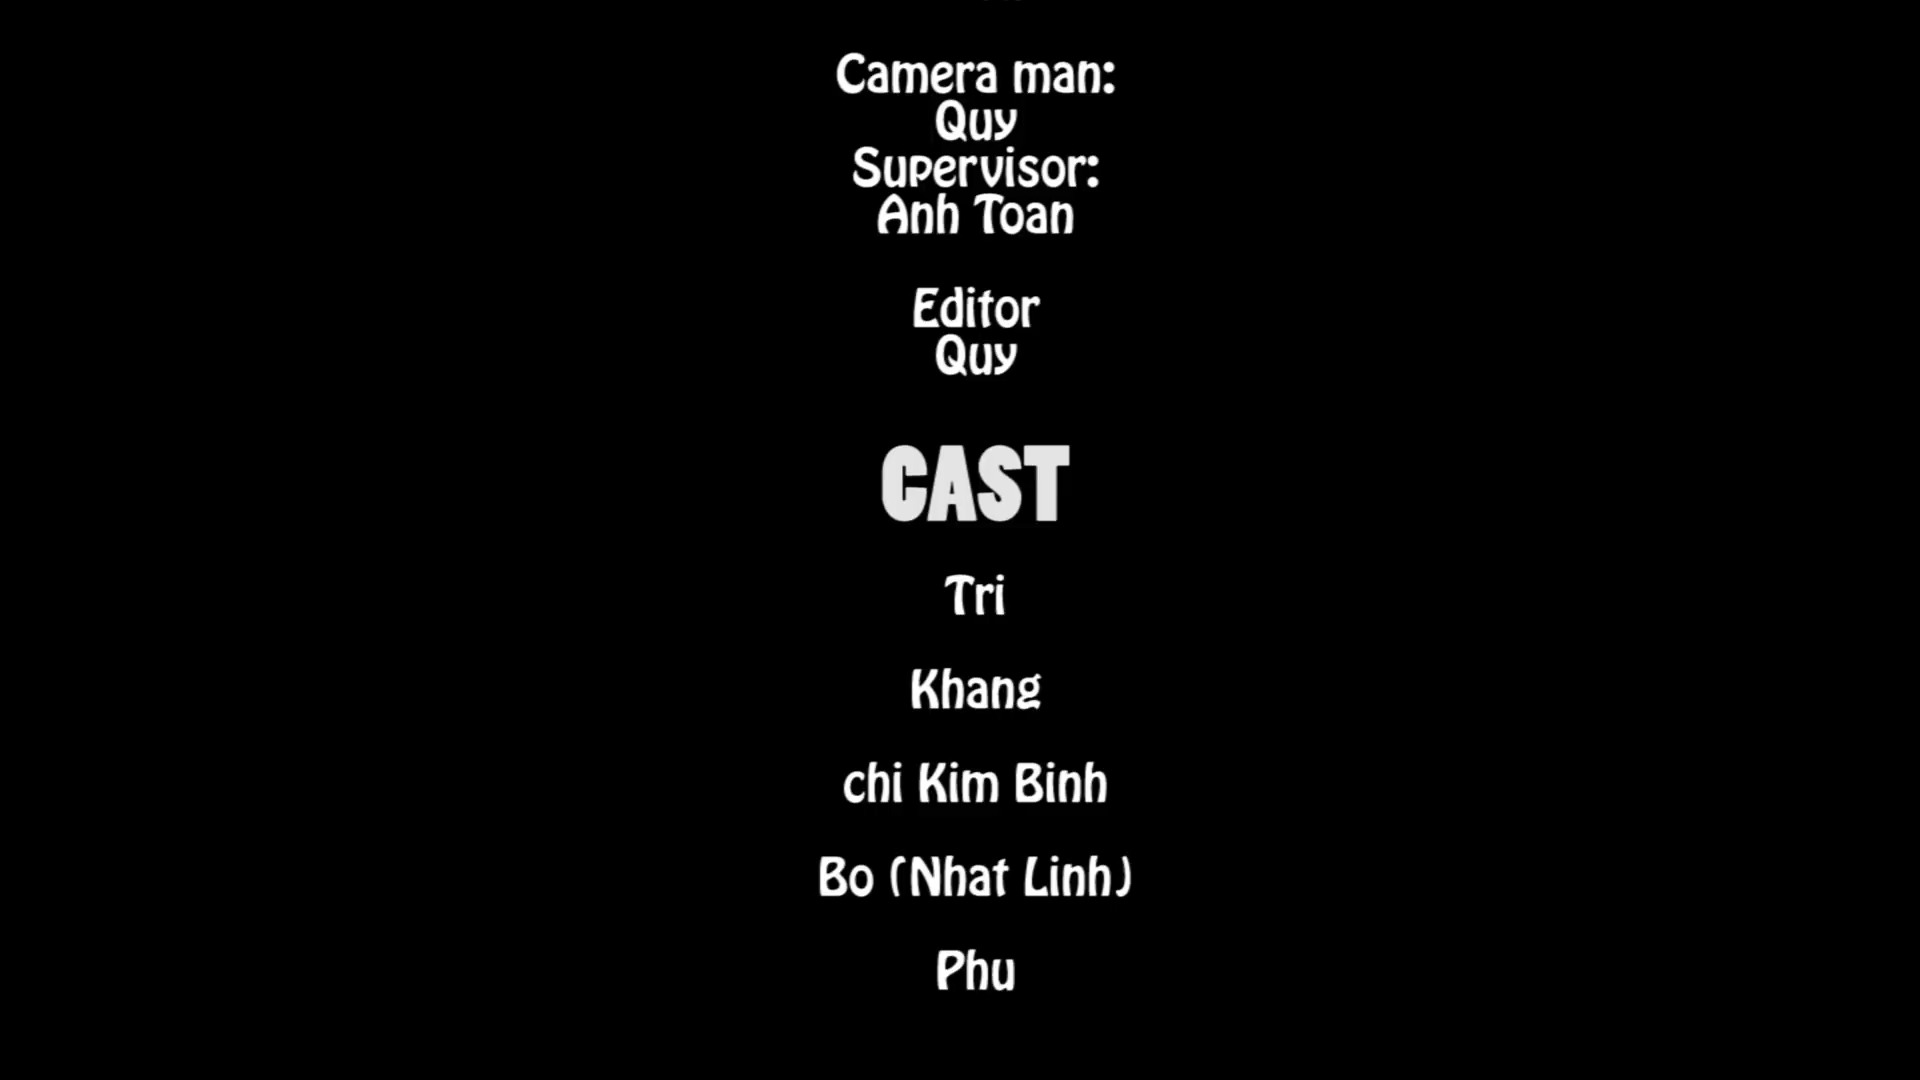 Camera man:
Quy
Supervisor:
Anh Toan
Editor
Quy
CAST
Tri
Khang
chi Kim Binh
Bo (Nhat Linh)
Phu